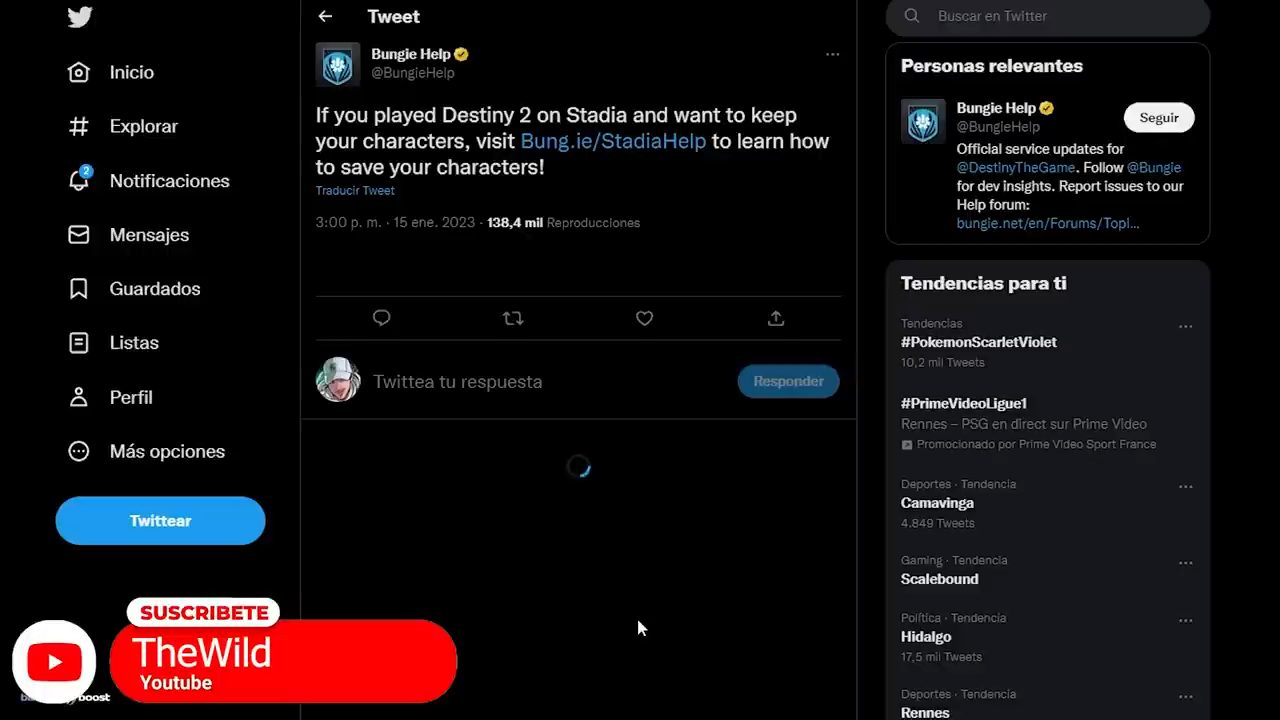 Inicio
Explorar
2
Notificaciones
Mensajes
Guardados
Listas
Perfil
Más opciones
Twittear
Tweet
Bungie Help
@BungieHelp
If you played Destiny 2 on Stadia and want to keep
your characters, visit Bung.ie/StadiaHelp to learn how
to save your characters!
Traducir Tweet
3:00 p. m. · 15 ene. 2023 · 138,4 mil Reproducciones
Twittea tu respuesta
Responder
Buscar en Twitter
Personas relevantes
Bungie Help
@BungieHelp
Seguir
Official service updates for
@DestinyTheGame. Follow @Bungie
for dev insights. Report issues to our
Help forum:
bungie.net/en/Forums/TopI...
Tendencias para ti
Tendencias
#PokemonScarletViolet
10,2 mil Tweets
#PrimeVideoLigue1
Rennes – PSG en direct sur Prime Video
Promocionado por Prime Video Sport France
Deportes · Tendencia
Camavinga
4.849 Tweets
Gaming · Tendencia
Scalebound
Política · Tendencia
Hidalgo
17,5 mil Tweets
Deportes · Tendencia
Rennes
SUSCRIBETE
TheWild
Youtube
boost